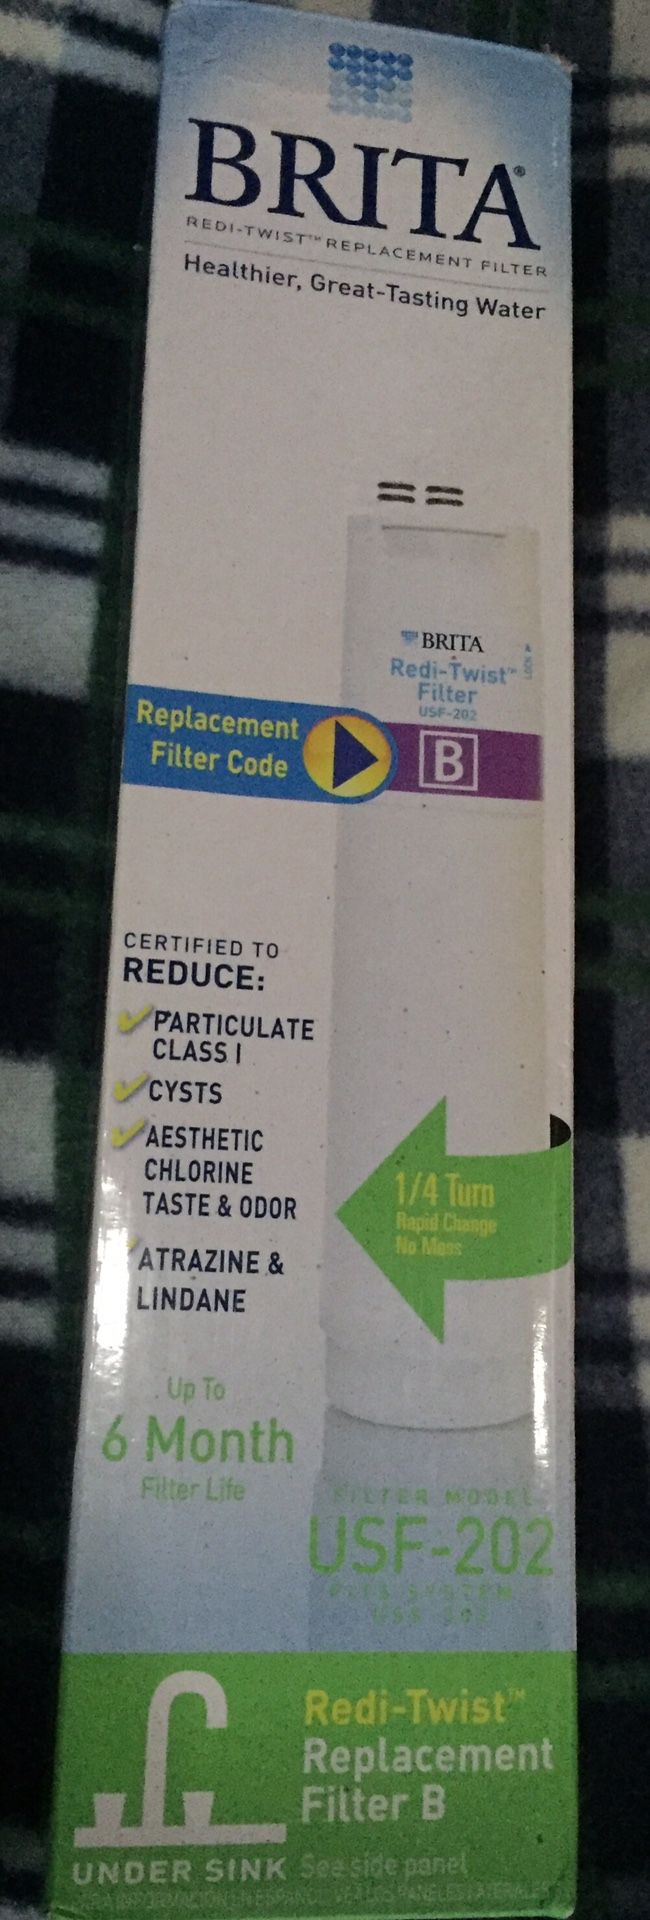 BRITA®
REDI-TWIST™ REPLACEMENT FILTER
Healthier, Great-Tasting Water
BRITA
Redi-Twist™
Filter
USF-202
Replacement
Filter Code
B
CERTIFIED TO
REDUCE:
PARTICULATE
CLASS I
CYSTS
AESTHETIC
CHLORINE
TASTE & ODOR
ATRAZINE &
LINDANE
1/4 Turn
Rapid Change
No Mess
Up To
6 Month
Filter Life
FILTER MODEL
USF-202
FITS SYSTEM
Redi-Twist™
Replacement
Filter B
UNDER SINK
See side panel